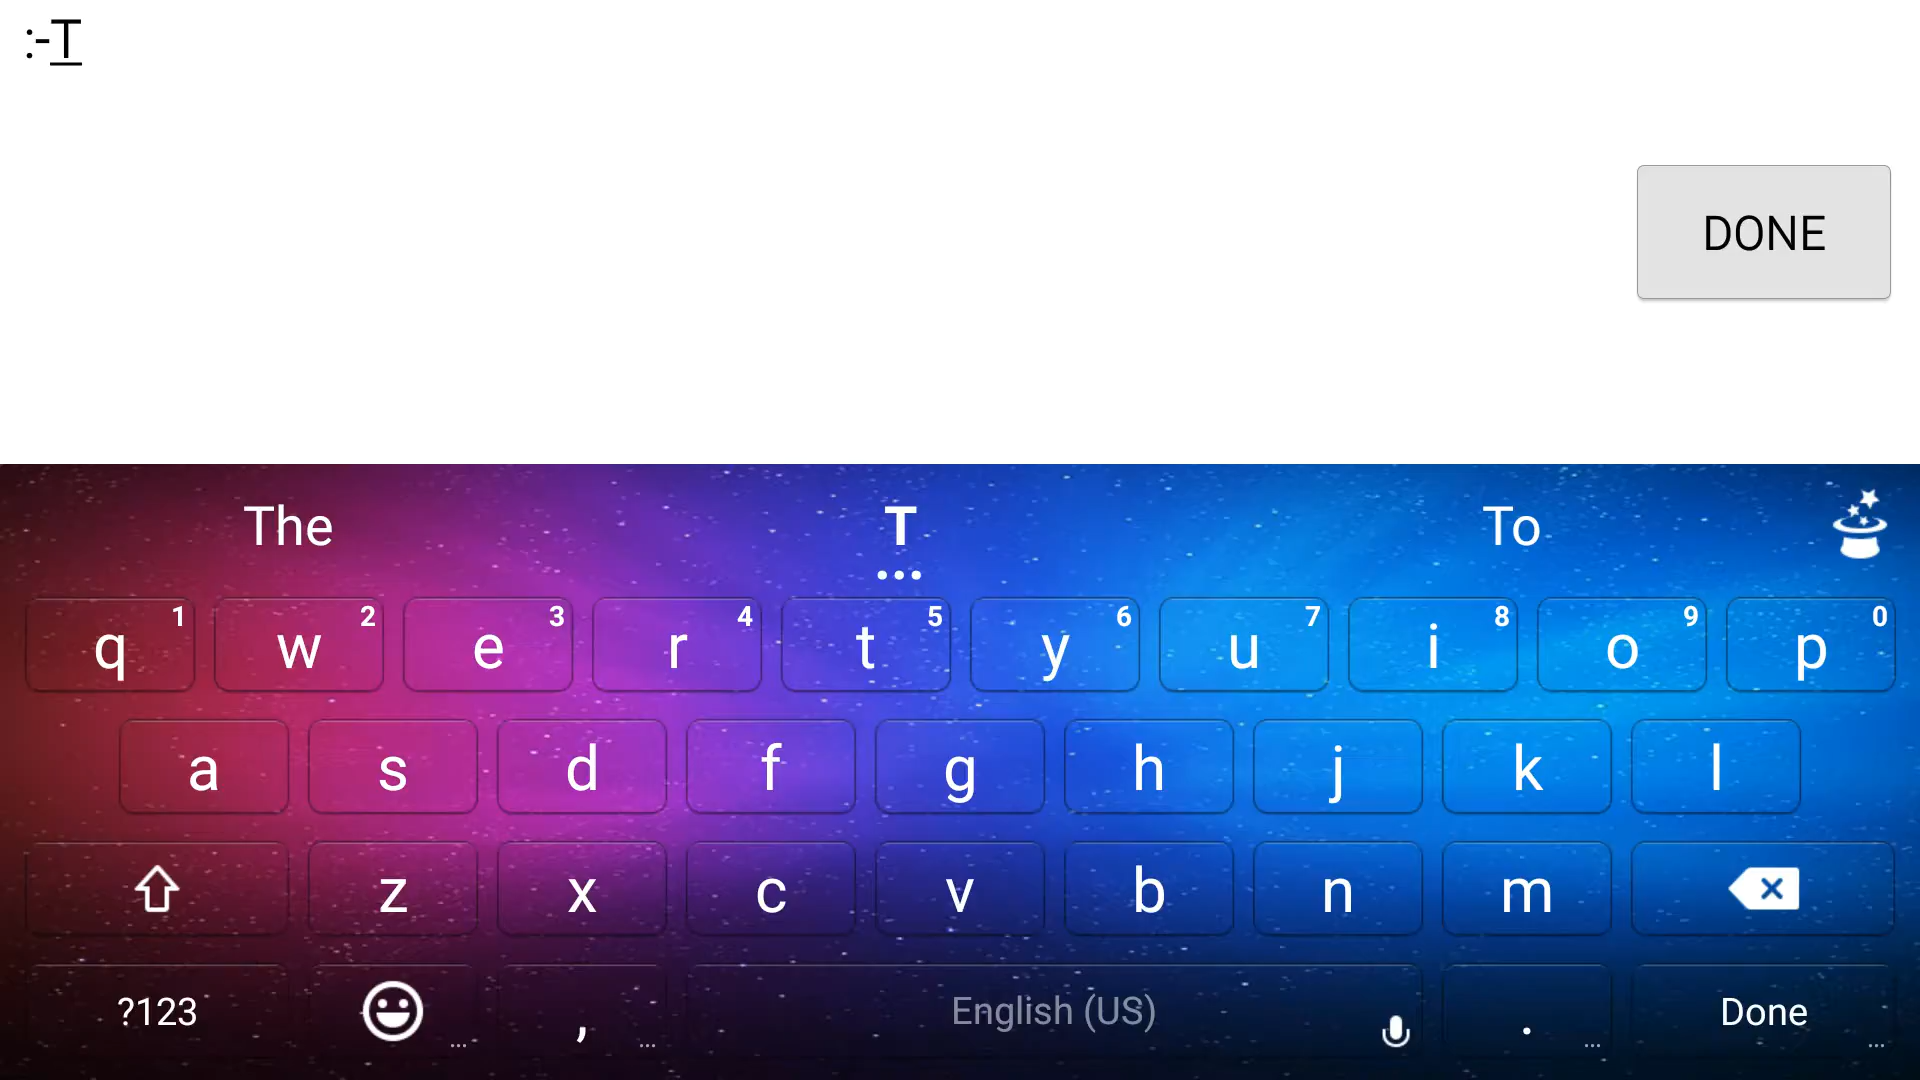 :-T
DONE
The T To
q 1 w 2 e 3 r 4 t 5 y 6 u 7 i 8 o 9 p 0
a s d f g h j k l
z x c v b n m
?123 , English (US) . Done